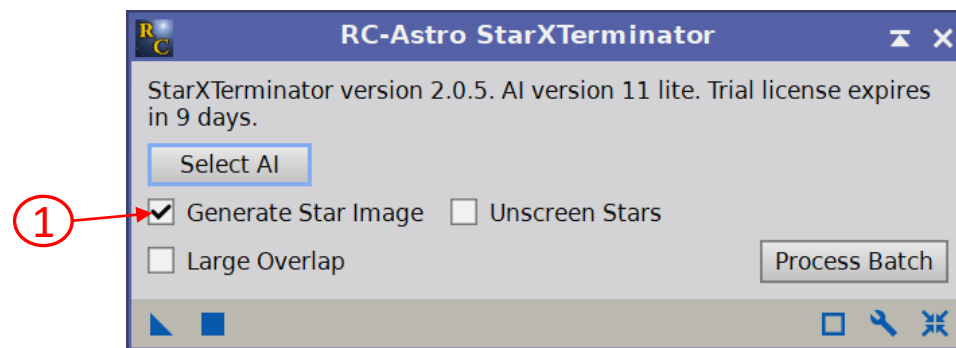 RC
RC-Astro StarXTerminator
StarXTerminator version 2.0.5. AI version 11 lite. Trial license expires
in 9 days.
Select AI
1 Generate Star Image Unscreen Stars
Large Overlap Process Batch